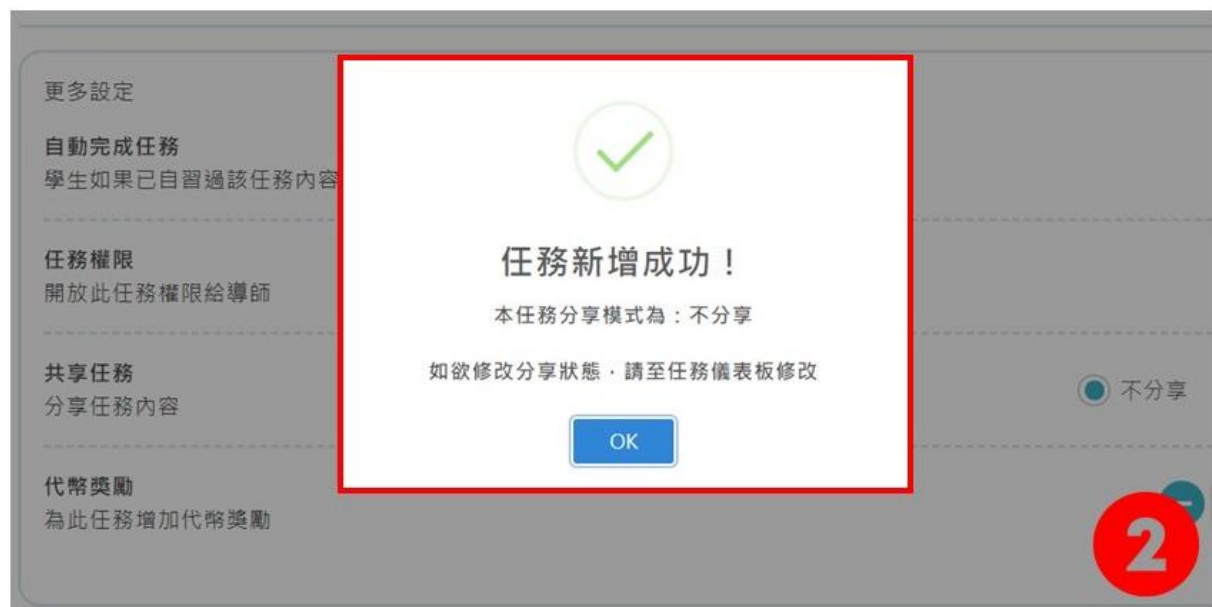 更多設定
自動完成任務
學生如果已自習過該任務內容
任務權限
開放此任務權限給導師
共享任務
分享任務內容
不分享
代幣獎勵
為此任務增加代幣獎勵
任務新增成功！
本任務分享模式為：不分享
如欲修改分享狀態，請至任務儀表板修改
OK
2